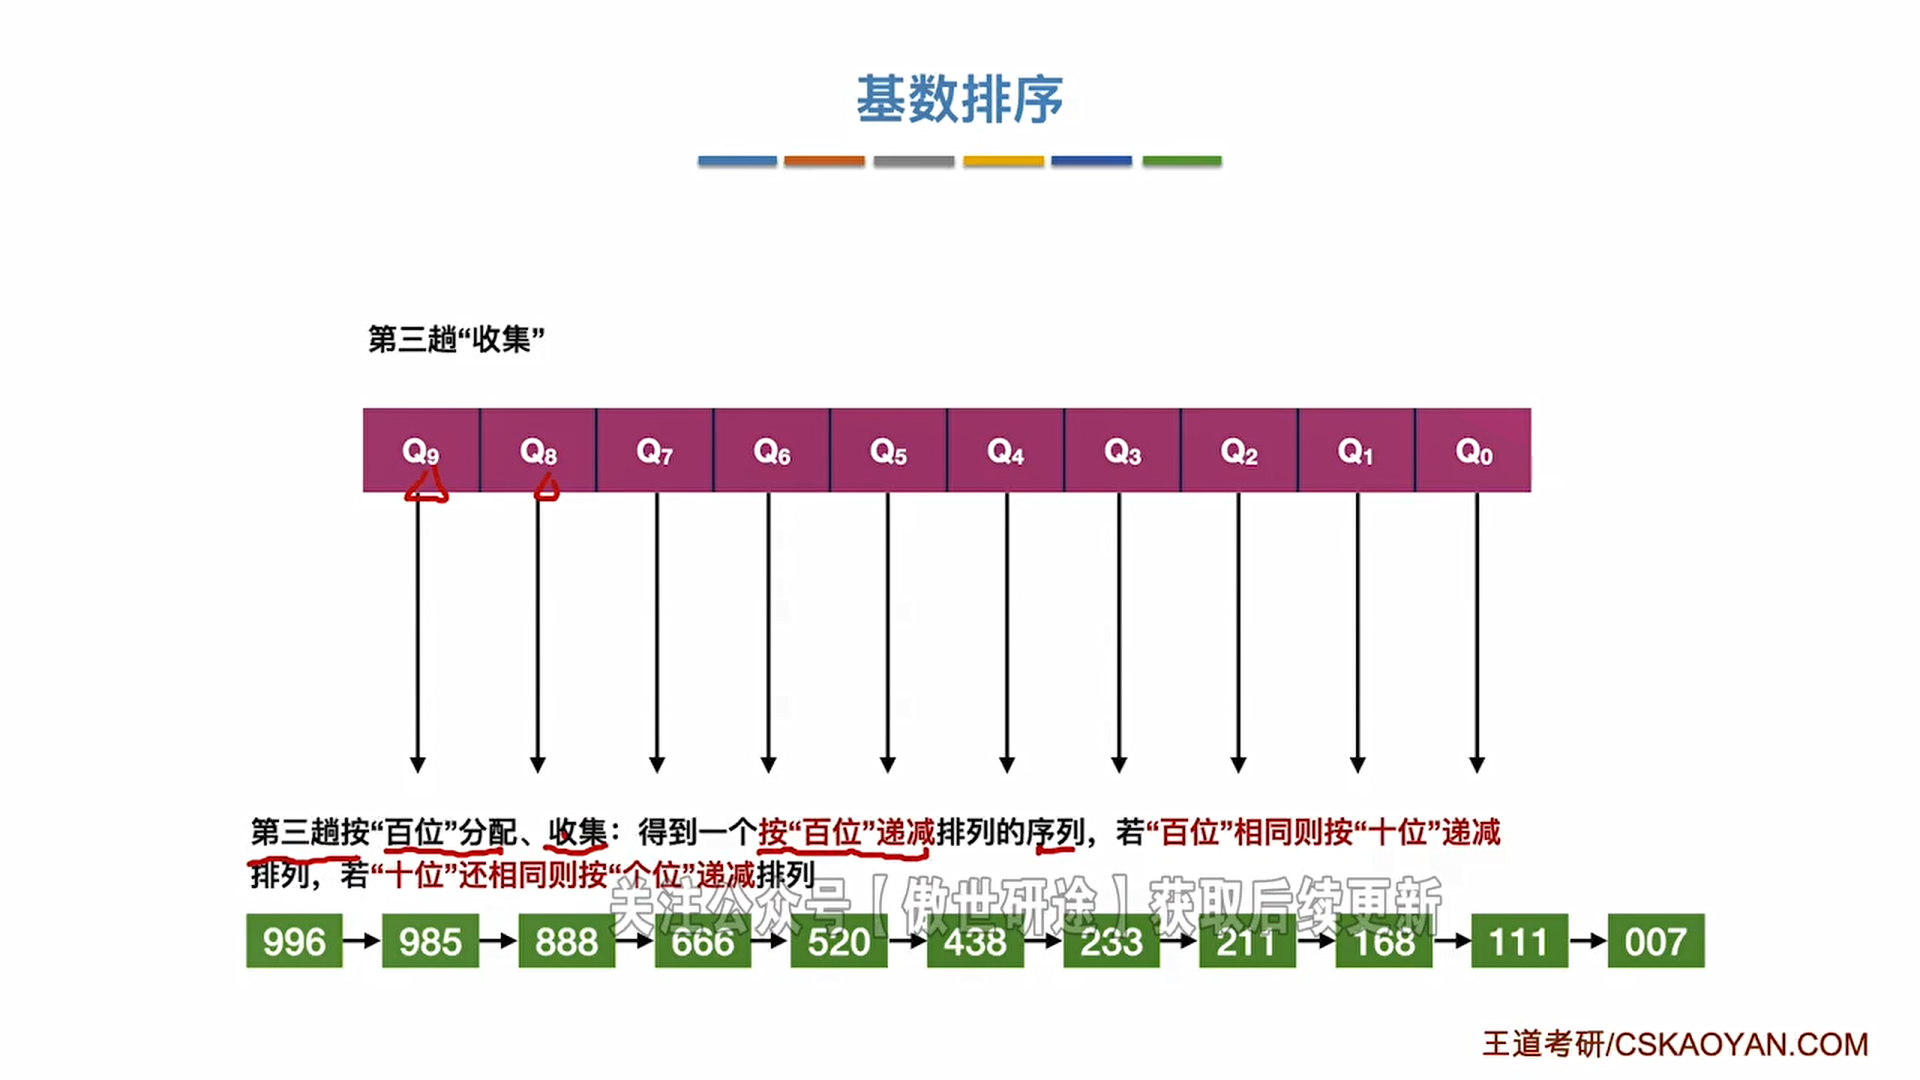 基数排序
第三趟“收集”
Q9 Q8 Q7 Q6 Q5 Q4 Q3 Q2 Q1 Q0
第三趟按“百位”分配、收集：得到一个按“百位”递减排列的序列，若“百位”相同则按“十位”递减
排列，若“十位”还相同则按“个位”递减排列
关注公众号【傲世研途】获取后续更新
996 985 888 666 520 438 233 211 168 111 007
王道考研/CSKAOYAN.COM